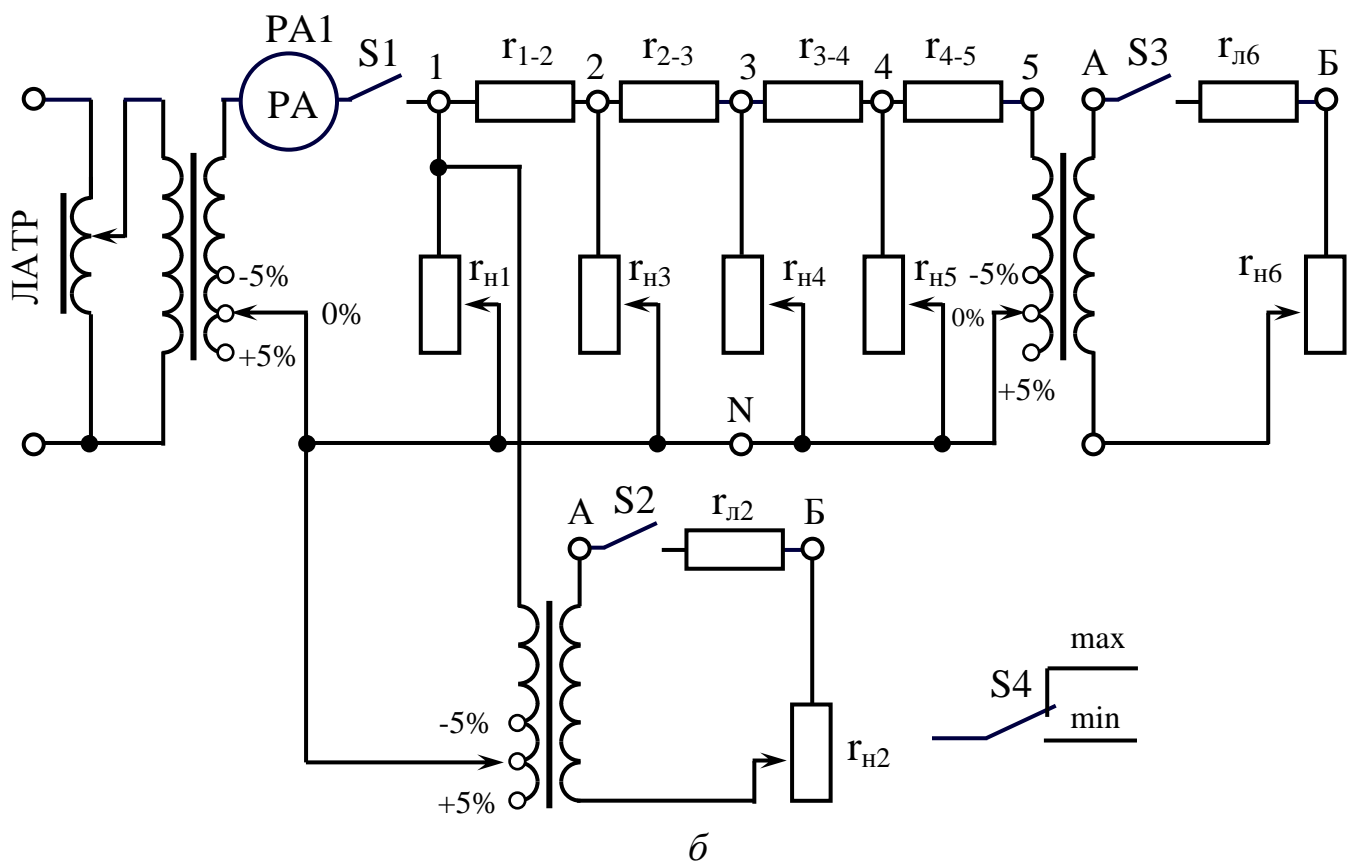 PA1
PA
S1
1
r1-2
2
r2-3
3
r3-4
4
r4-5
5
А
S3
rл6
Б
ЛАТР
-5%
0%
+5%
rн1
rн3
rн4
rн5
-5%
0%
+5%
rн6
N
А
S2
rл2
Б
-5%
+5%
rн2
S4
max
min
б